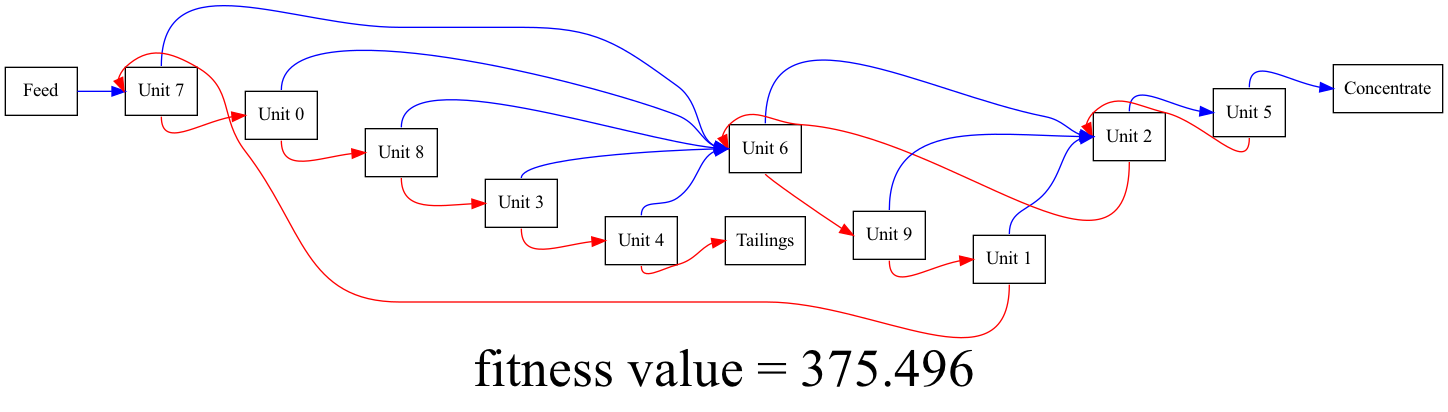 Feed
Unit 7
Unit 0
Unit 8
Unit 3
Unit 4
Tailings
Unit 6
Unit 9
Unit 1
Unit 2
Unit 5
Concentrate
fitness value = 375.496